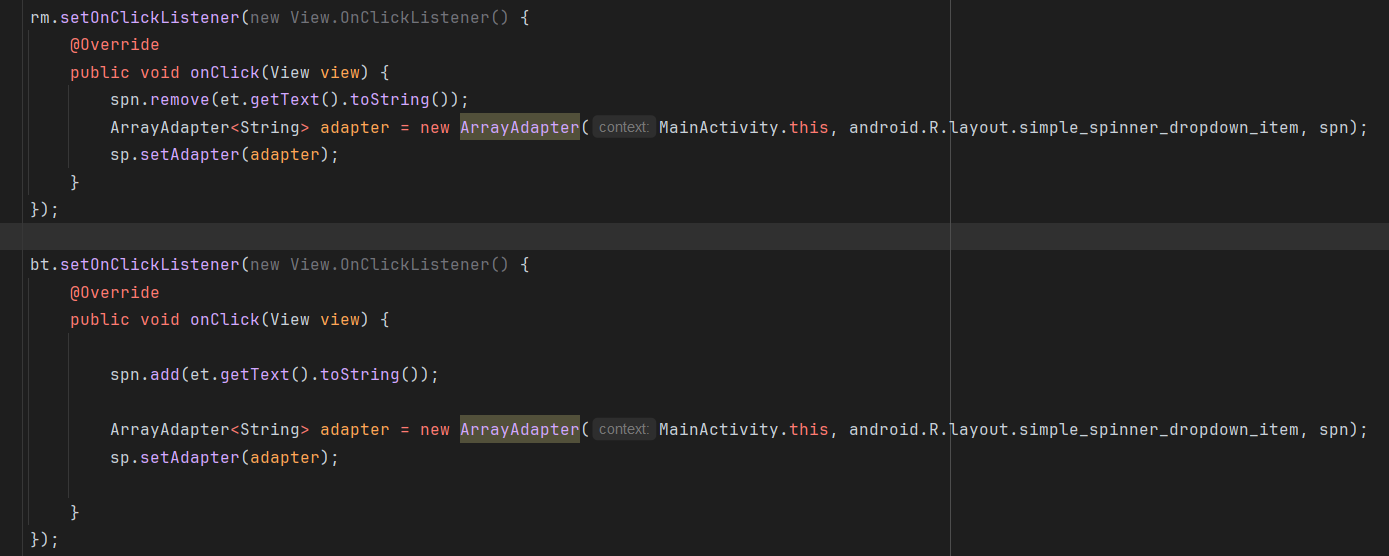 rm.setOnClickListener(new View.OnClickListener() {
@Override
public void onClick(View view) {
spn.remove(et.getText().toString());
ArrayAdapter<String> adapter = new ArrayAdapter( context: MainActivity.this, android.R.layout.simple_spinner_dropdown_item, spn);
sp.setAdapter(adapter);
}
});
bt.setOnClickListener(new View.OnClickListener() {
@Override
public void onClick(View view) {
spn.add(et.getText().toString());
ArrayAdapter<String> adapter = new ArrayAdapter( context: MainActivity.this, android.R.layout.simple_spinner_dropdown_item, spn);
sp.setAdapter(adapter);
}
});